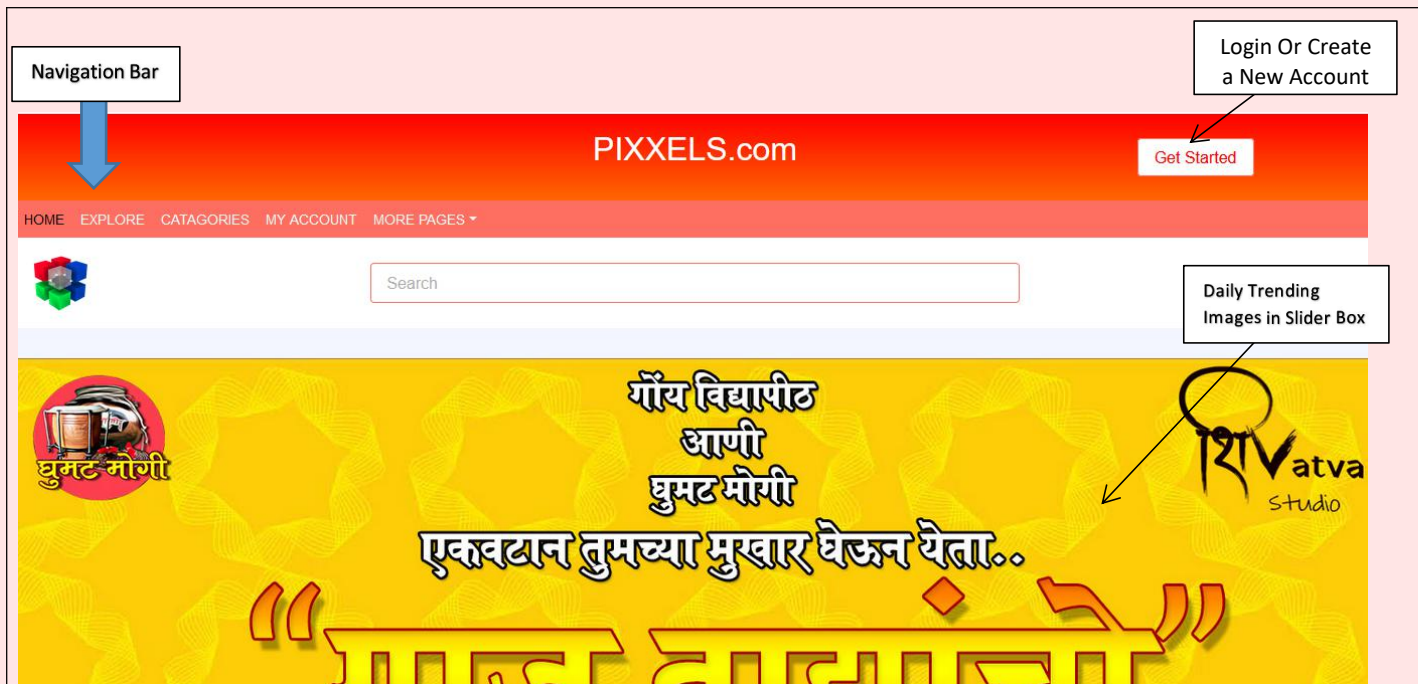 Navigation Bar
Login Or Create
a New Account
PIXXELS.com
Get Started
HOME EXPLORE CATAGORIES MY ACCOUNT MORE PAGES
Search
Daily Trending
Images in Slider Box
गोंय विद्यापीठ
आणी
घुमट मोगी
घुमट मोगी
शिvatva
Studio
एकवटान तुमच्या मुखार घेऊन येता..